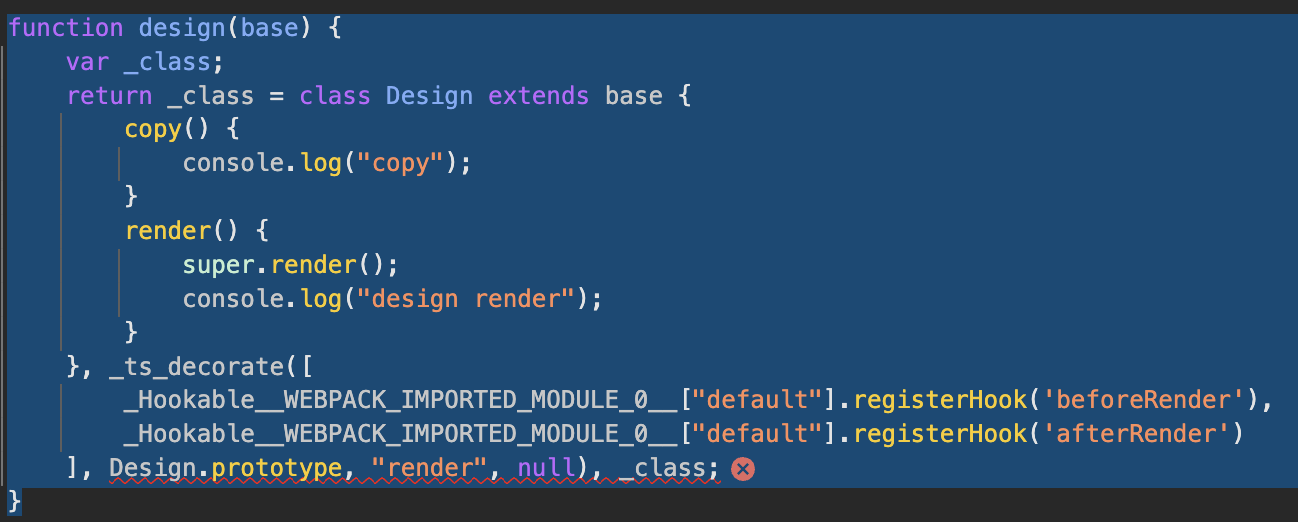 function design(base) {
    var _class;
    return _class = class Design extends base {
        copy() {
            console.log("copy");
        }
        render() {
            super.render();
            console.log("design render");
        }
    }, _ts_decorate([
        _Hookable__WEBPACK_IMPORTED_MODULE_0__["default"].registerHook('beforeRender'),
        _Hookable__WEBPACK_IMPORTED_MODULE_0__["default"].registerHook('afterRender')
    ], Design.prototype, "render", null), _class;
}